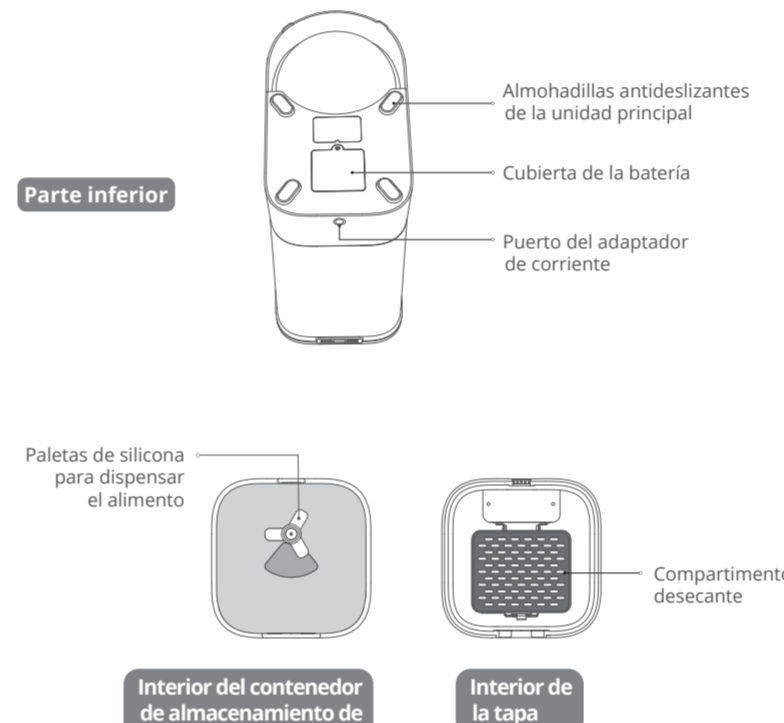 Almohadillas antideslizantes
de la unidad principal
Cubierta de la batería
Parte inferior
Puerto del adaptador
de corriente
Paletas de silicona
para dispensar
el alimento
Compartimento
desecante
Interior del contenedor
de almacenamiento de
Interior de
la tapa